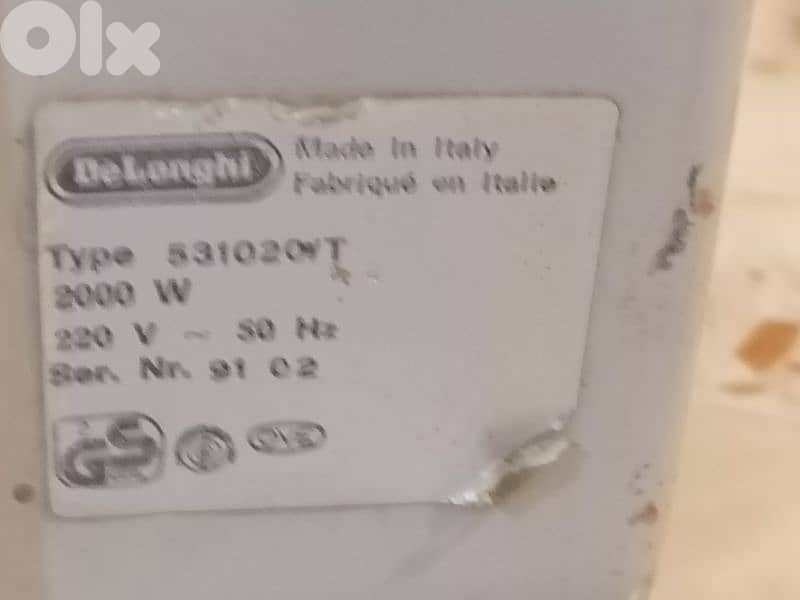 OLX
DeLonghi
Made in Italy
Fabriqué en Italie
Type 531020
2000 W
220 V ~ 50 Hz
Ser. Nr. 91 02
GS